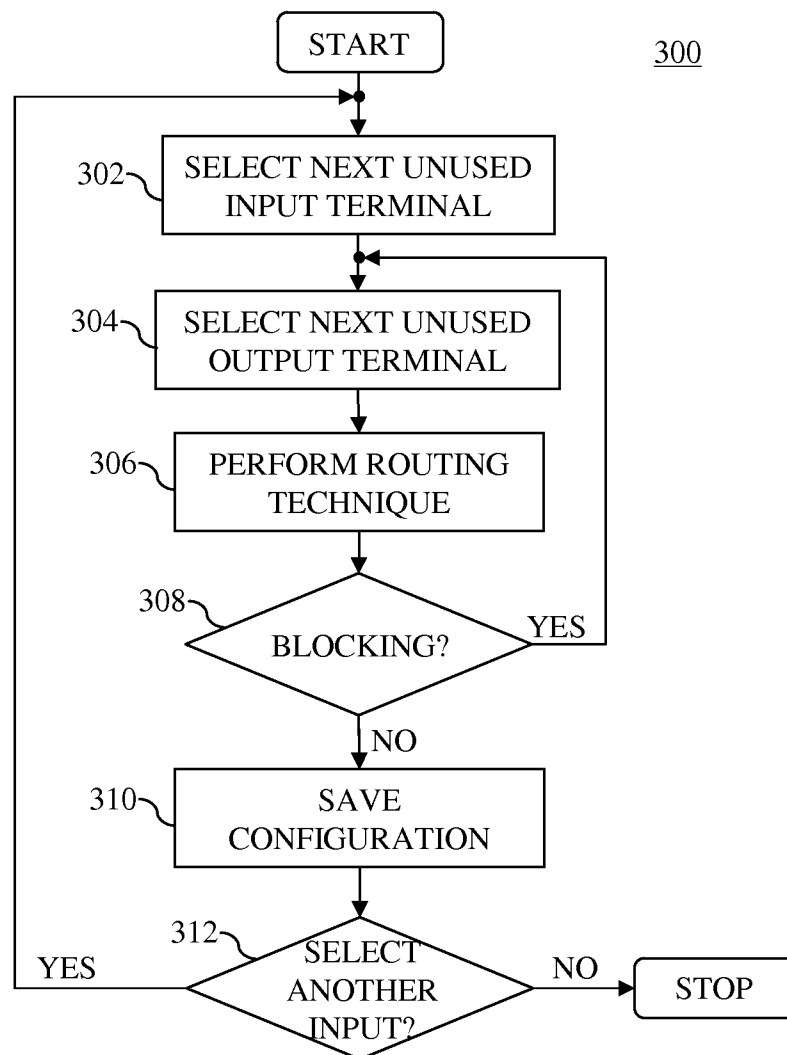 START
300
302
SELECT NEXT UNUSED
INPUT TERMINAL
304
SELECT NEXT UNUSED
OUTPUT TERMINAL
306
PERFORM ROUTING
TECHNIQUE
308
BLOCKING?
YES
NO
310
SAVE
CONFIGURATION
312
SELECT
ANOTHER
INPUT?
YES
NO
STOP